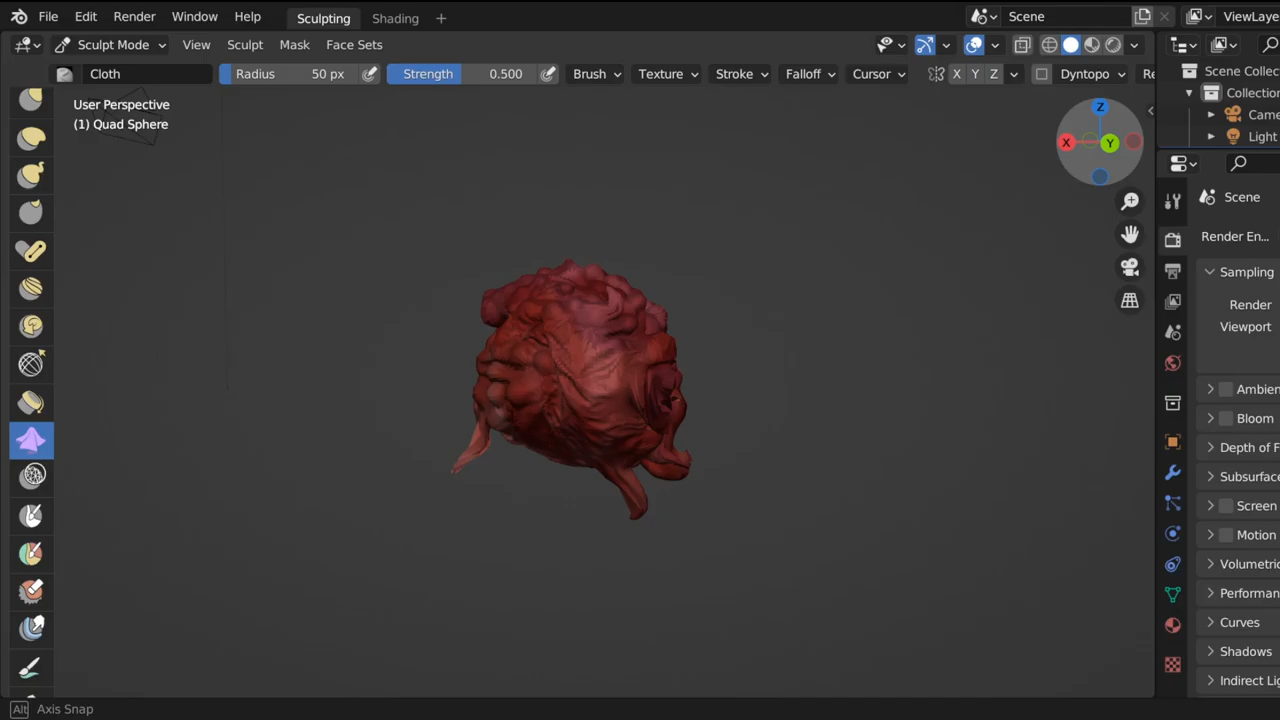 File Edit Render Window Help Sculpting Shading + Scene ViewLaye
Sculpt Mode View Sculpt Mask Face Sets
Cloth Radius 50 px Strength 0.500 Brush Texture Stroke Falloff Cursor X Y Z Dyntopo Re
Scene Collec
Collection
Came
Light
User Perspective
(1) Quad Sphere
Z
X
Y
Scene
Render En...
Sampling
Render
Viewport
Ambien
Bloom
Depth of F
Subsurface
Screen
Motion
Volumetric
Performan
Curves
Shadows
Indirect Lig
Alt Axis Snap